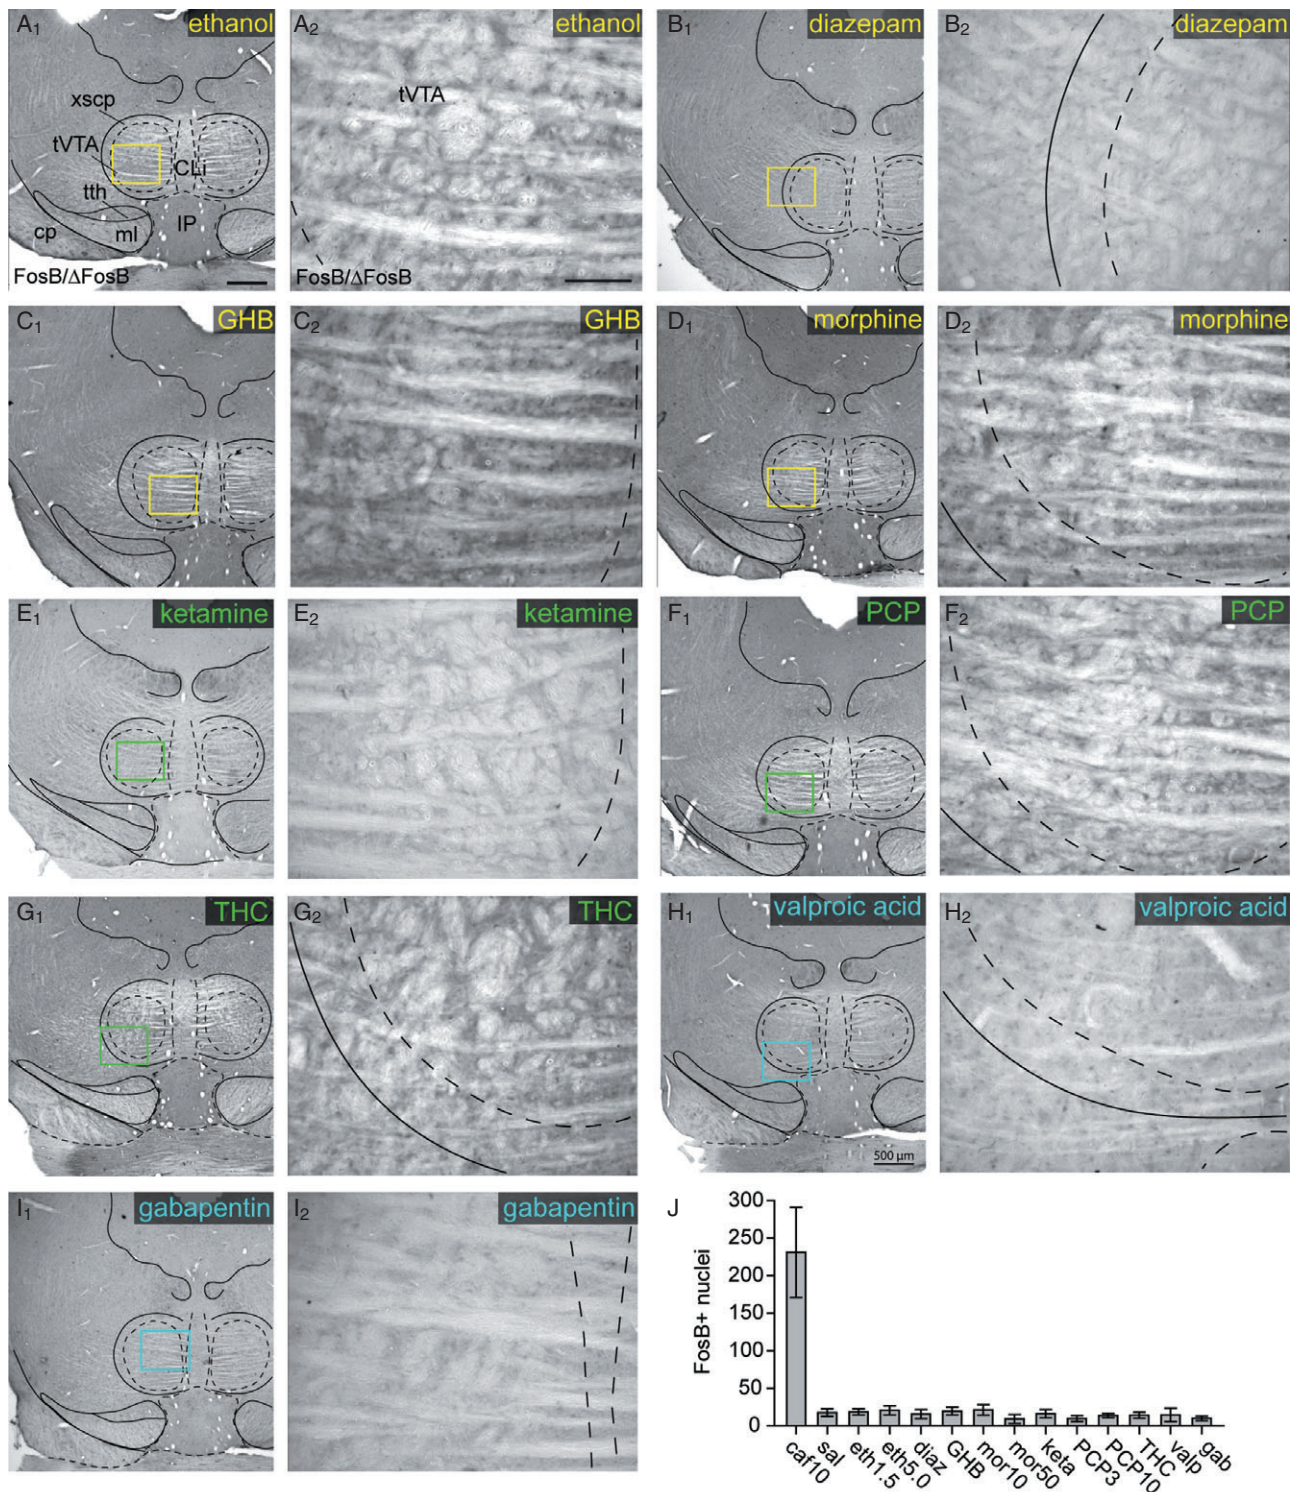 A1 ethanol
A2 ethanol
B1 diazepam
B2 diazepam
xscp
tVTA
CLi
tth
cp
ml
IP
FosB/ΔFosB
tVTA
FosB/ΔFosB
C1 GHB
C2 GHB
D1 morphine
D2 morphine
E1 ketamine
E2 ketamine
F1 PCP
F2 PCP
G1 THC
G2 THC
H1 valproic acid
H2 valproic acid
500 µm
I1 gabapentin
I2 gabapentin
J
FosB+ nuclei
300
250
200
150
100
50
0
caf10 sal eth1.5 eth5.0 diaz GHB mor10 mor50 keta PCP3 PCP10 THC valp gab